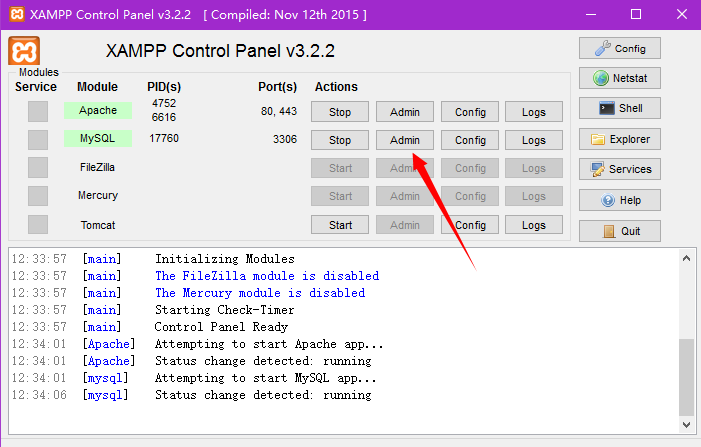 XAMPP Control Panel v3.2.2 [ Compiled: Nov 12th 2015 ]
XAMPP Control Panel v3.2.2
Config
Modules
Service Module PID(s) Port(s) Actions
Netstat
Apache 4752 6616 80, 443 Stop Admin Config Logs
Shell
MySQL 17760 3306 Stop Admin Config Logs
Explorer
FileZilla Start Admin Config Logs
Services
Mercury Start Admin Config Logs
Help
Tomcat Start Admin Config Logs
Quit
12:33:57 [main] Initializing Modules
12:33:57 [main] The FileZilla module is disabled
12:33:57 [main] The Mercury module is disabled
12:33:57 [main] Starting Check-Timer
12:33:57 [main] Control Panel Ready
12:34:01 [Apache] Attempting to start Apache app...
12:34:01 [Apache] Status change detected: running
12:34:01 [mysql] Attempting to start MySQL app...
12:34:06 [mysql] Status change detected: running